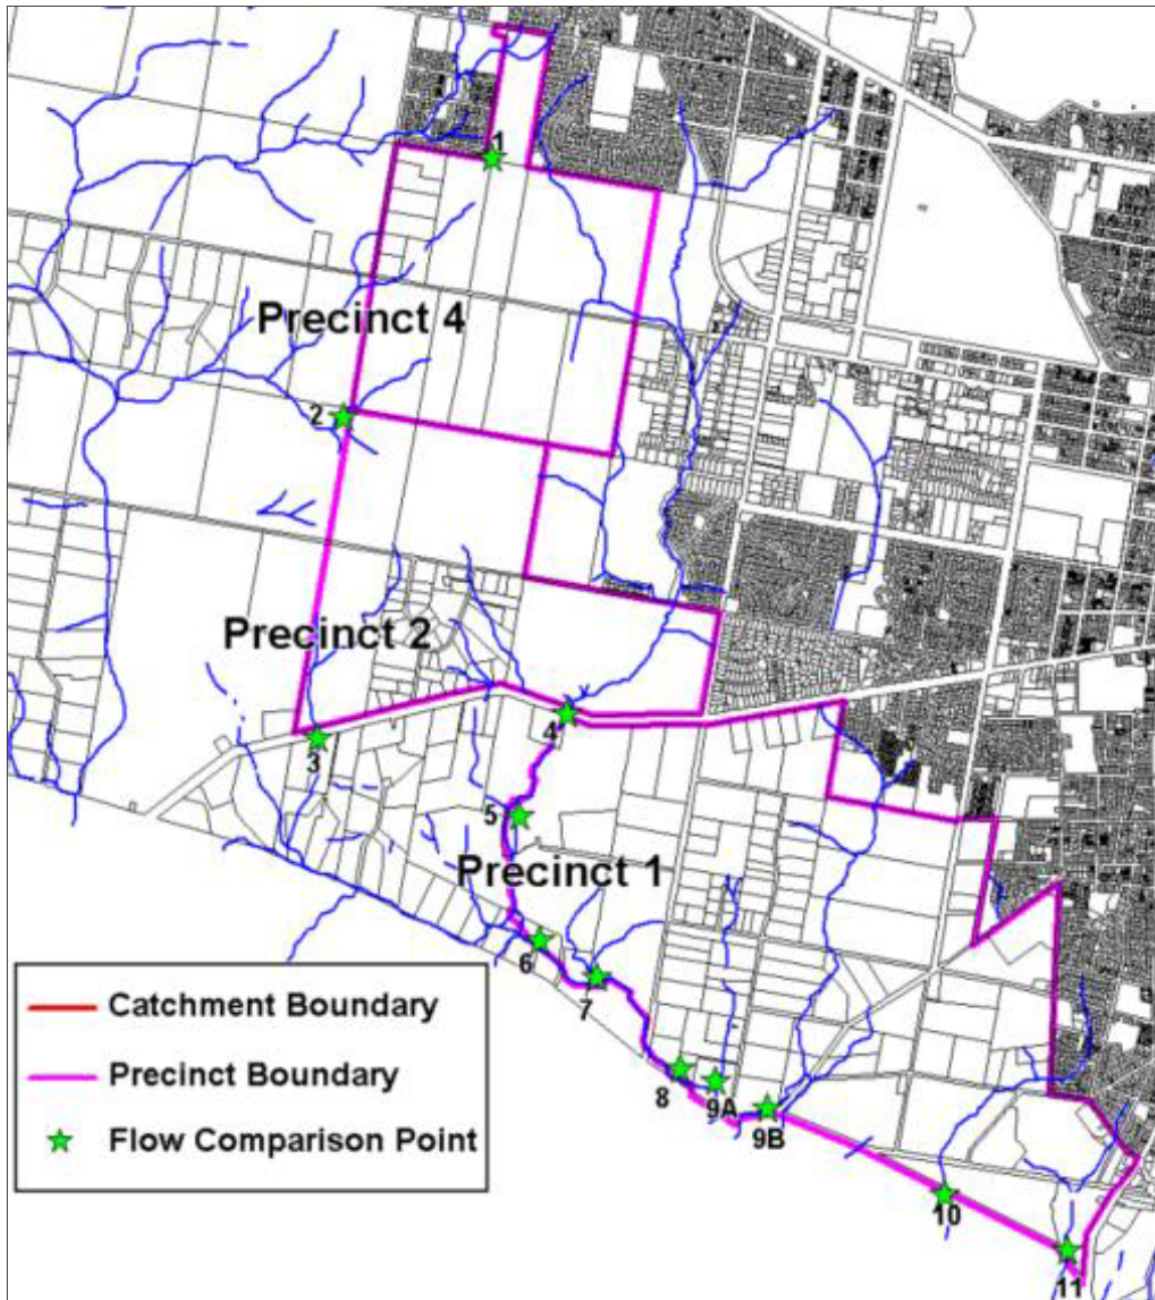 1
Precinct 4
2
Precinct 2
4
3
5
Precinct 1
6
7
8
9A
9B
10
11
Catchment Boundary
Precinct Boundary
Flow Comparison Point